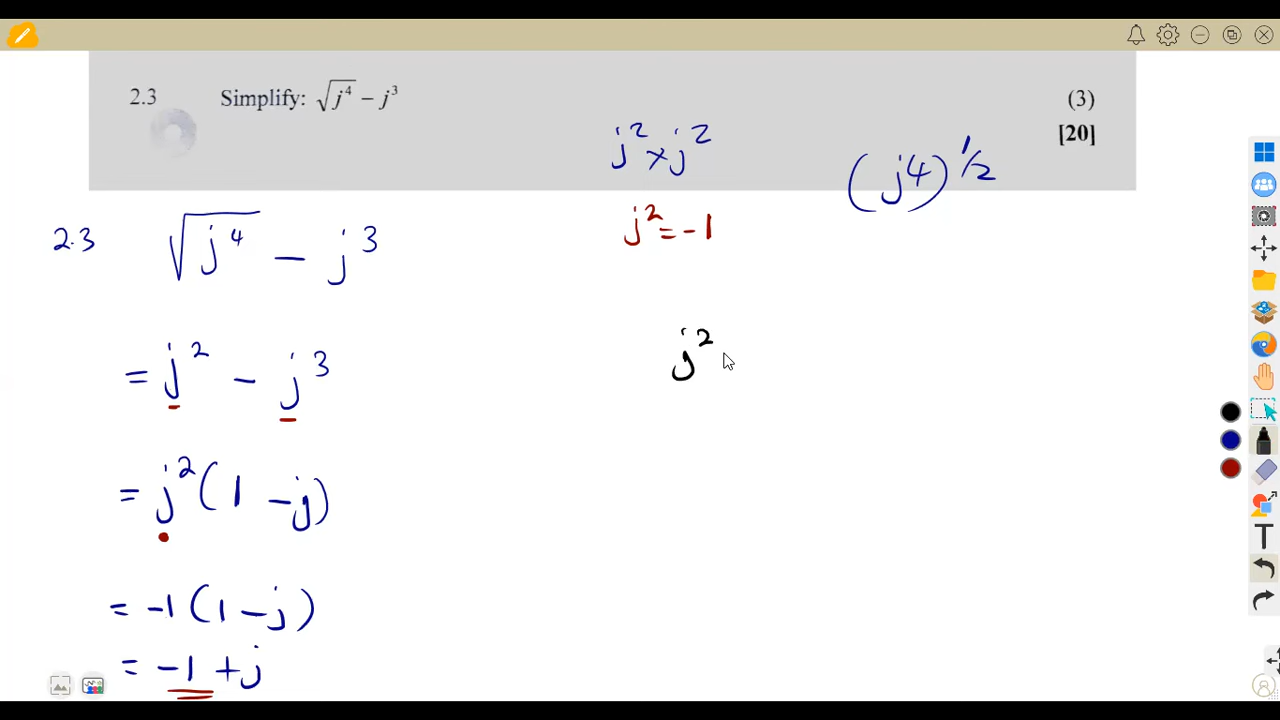 2.3 Simplify: √j⁴ − j³ (3)
[20]
j² × j²
(j4)^1/2
j² = −1
2.3 √j⁴ − j³
j²
= j² − j³
= j²(1 − j)
= −1(1 − j)
= −1 + j
T